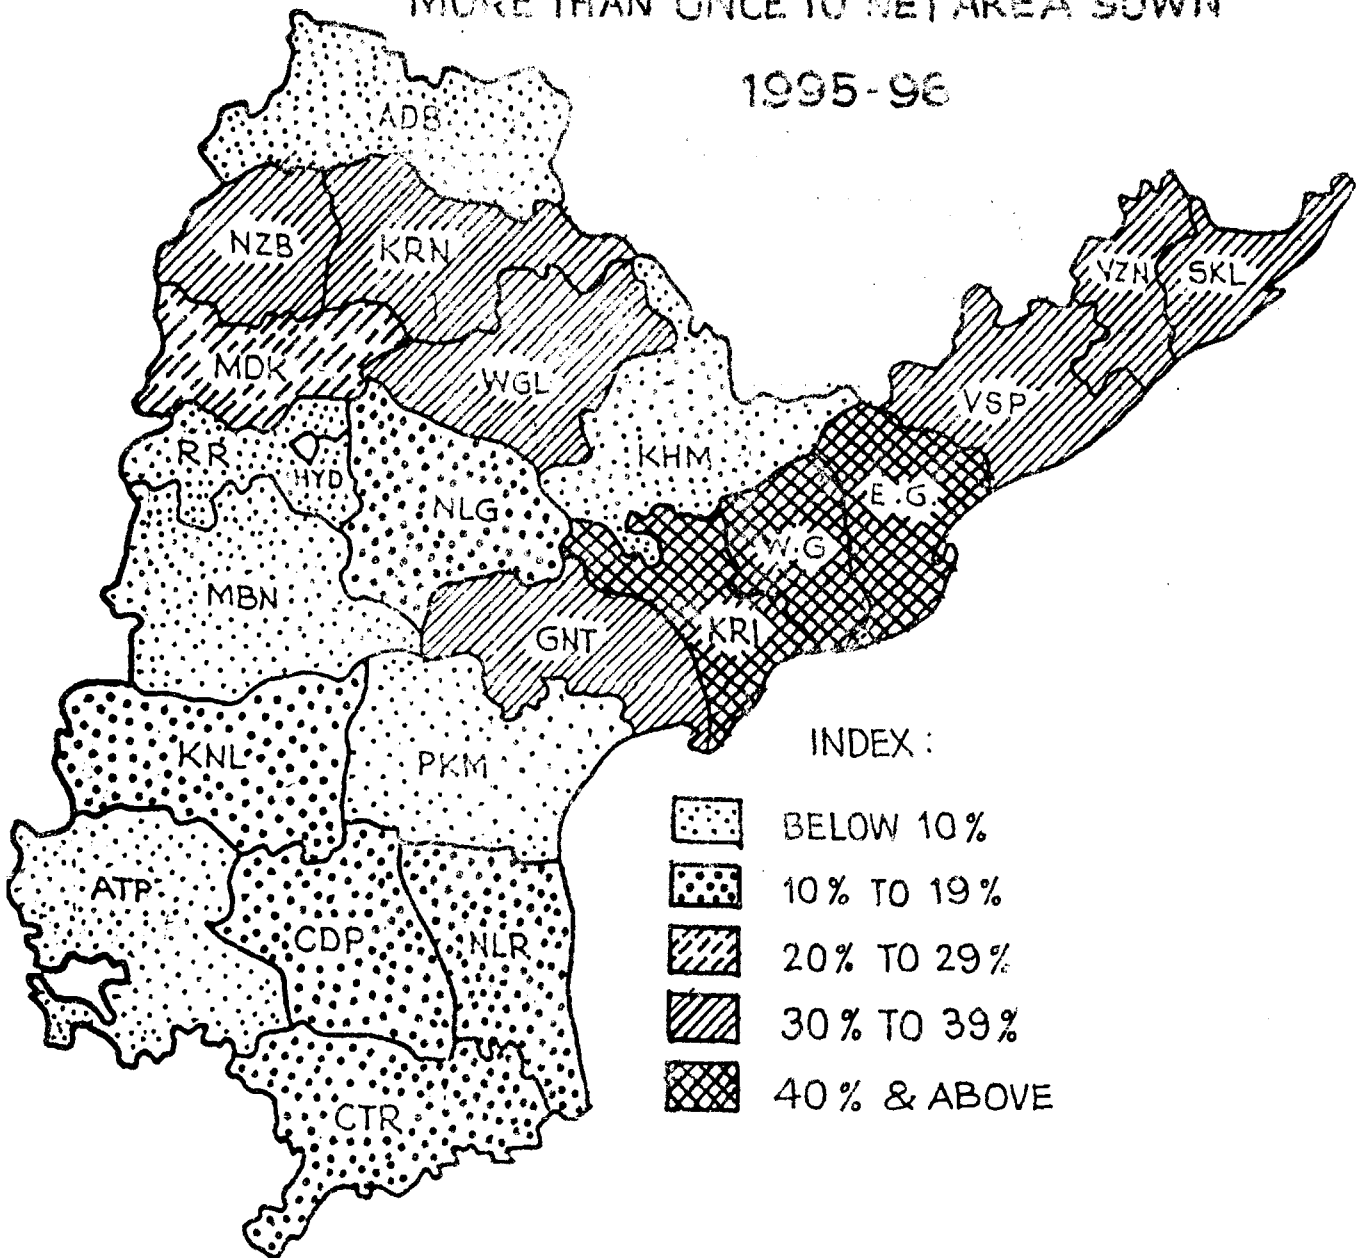 MORE THAN ONCE TO NET AREA SOWN
1995-96
ADB
NZB
KRN
VZN
SKL
MDK
WGL
VSP
RR
HYD
KHM
NLG
E.G.
W.G
MBN
GNT
KRI
KNL
PKM
INDEX :
BELOW 10%
10% TO 19%
20% TO 29%
30% TO 39%
40% & ABOVE
ATP
CDP
NLR
CTR